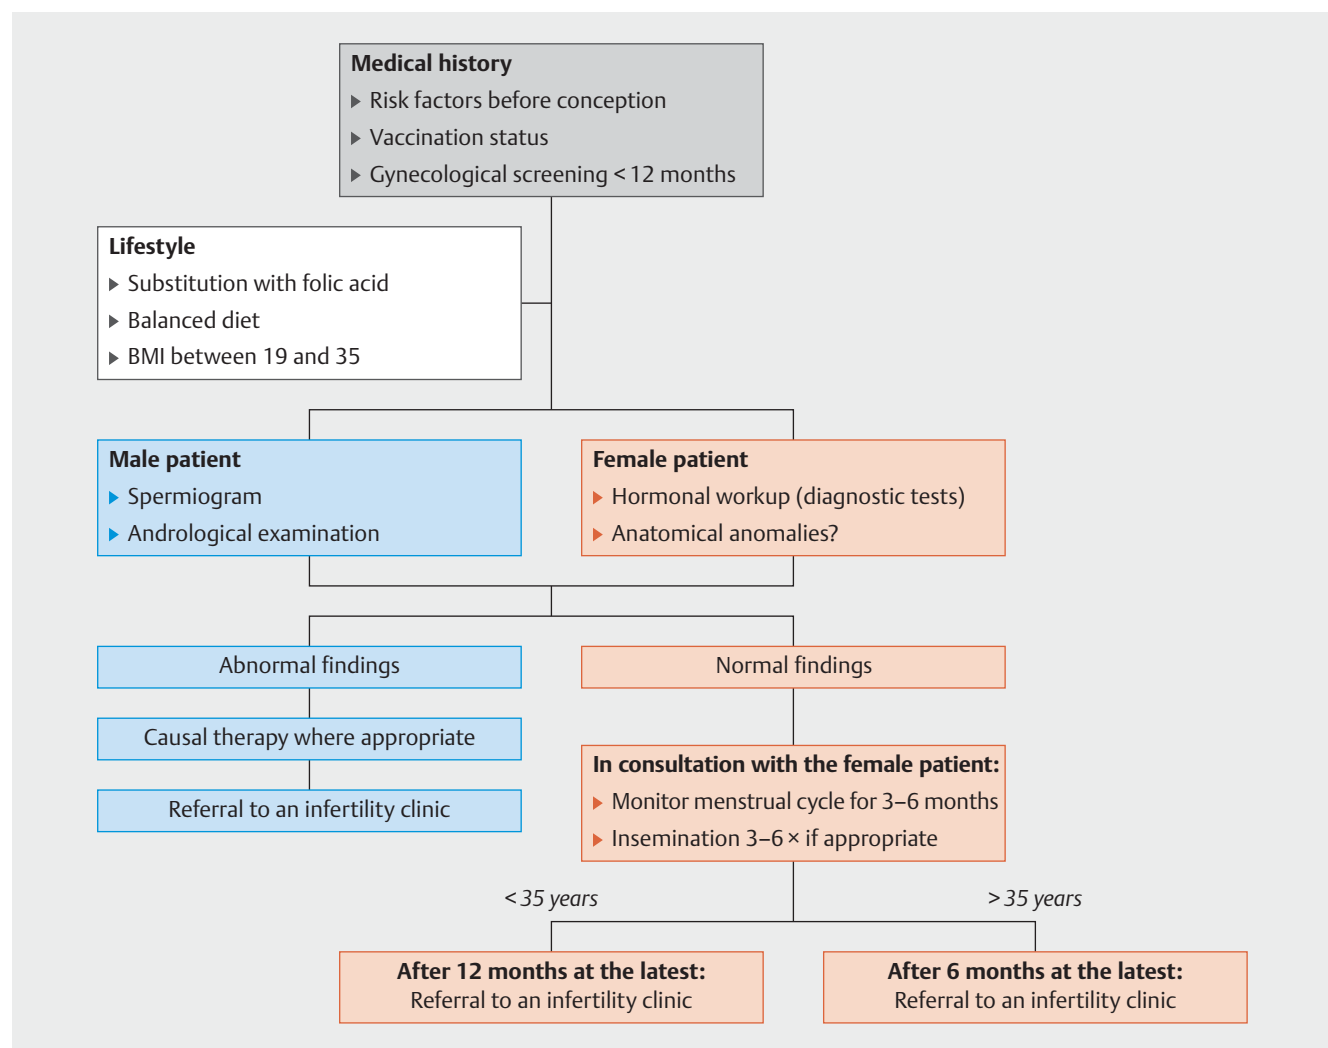 Medical history
▶ Risk factors before conception
▶ Vaccination status
▶ Gynecological screening < 12 months
Lifestyle
▶ Substitution with folic acid
▶ Balanced diet
▶ BMI between 19 and 35
Male patient
▶ Spermiogram
▶ Andrological examination
Female patient
▶ Hormonal workup (diagnostic tests)
▶ Anatomical anomalies?
Abnormal findings
Causal therapy where appropriate
Referral to an infertility clinic
Normal findings
In consultation with the female patient:
▶ Monitor menstrual cycle for 3–6 months
▶ Insemination 3–6 × if appropriate
< 35 years
> 35 years
After 12 months at the latest:
Referral to an infertility clinic
After 6 months at the latest:
Referral to an infertility clinic